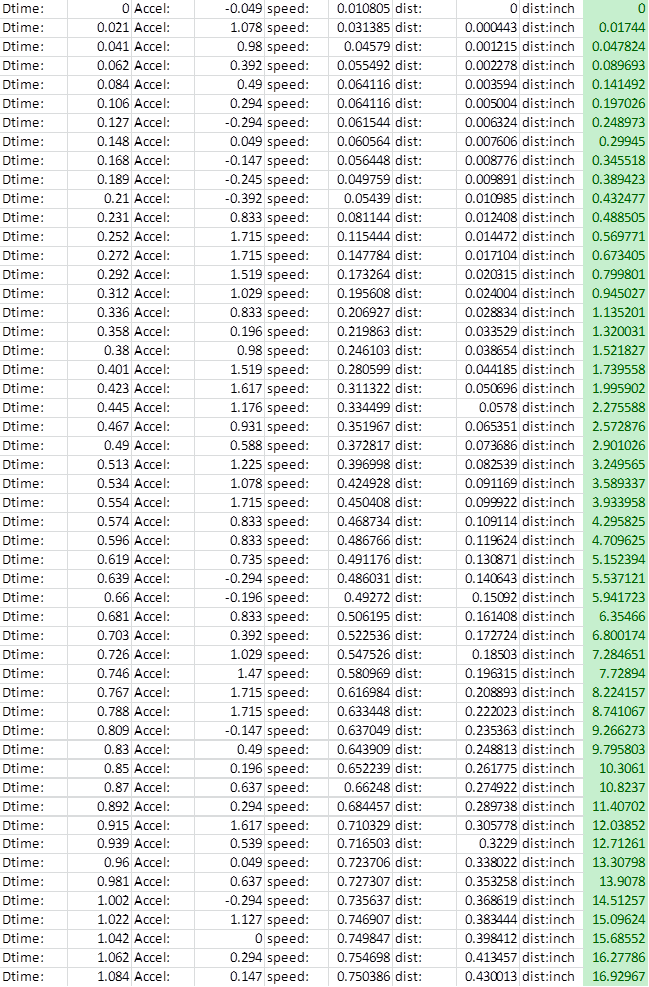 Dtime: 0 Accel: -0.049 speed: 0.010805 dist: 0 dist:inch 0
Dtime: 0.021 Accel: 1.078 speed: 0.031385 dist: 0.000443 dist:inch 0.01744
Dtime: 0.041 Accel: 0.98 speed: 0.04579 dist: 0.001215 dist:inch 0.047824
Dtime: 0.062 Accel: 0.392 speed: 0.055492 dist: 0.002278 dist:inch 0.089693
Dtime: 0.084 Accel: 0.49 speed: 0.064116 dist: 0.003594 dist:inch 0.141492
Dtime: 0.106 Accel: 0.294 speed: 0.064116 dist: 0.005004 dist:inch 0.197026
Dtime: 0.127 Accel: -0.294 speed: 0.061544 dist: 0.006324 dist:inch 0.248973
Dtime: 0.148 Accel: 0.049 speed: 0.060564 dist: 0.007606 dist:inch 0.29945
Dtime: 0.168 Accel: -0.147 speed: 0.056448 dist: 0.008776 dist:inch 0.345518
Dtime: 0.189 Accel: -0.245 speed: 0.049759 dist: 0.009891 dist:inch 0.389423
Dtime: 0.21 Accel: -0.392 speed: 0.05439 dist: 0.010985 dist:inch 0.432477
Dtime: 0.231 Accel: 0.833 speed: 0.081144 dist: 0.012408 dist:inch 0.488505
Dtime: 0.252 Accel: 1.715 speed: 0.115444 dist: 0.014472 dist:inch 0.569771
Dtime: 0.272 Accel: 1.715 speed: 0.147784 dist: 0.017104 dist:inch 0.673405
Dtime: 0.292 Accel: 1.519 speed: 0.173264 dist: 0.020315 dist:inch 0.799801
Dtime: 0.312 Accel: 1.029 speed: 0.195608 dist: 0.024004 dist:inch 0.945027
Dtime: 0.336 Accel: 0.833 speed: 0.206927 dist: 0.028834 dist:inch 1.135201
Dtime: 0.358 Accel: 0.196 speed: 0.219863 dist: 0.033529 dist:inch 1.320031
Dtime: 0.38 Accel: 0.98 speed: 0.246103 dist: 0.038654 dist:inch 1.521827
Dtime: 0.401 Accel: 1.519 speed: 0.280599 dist: 0.044185 dist:inch 1.739558
Dtime: 0.423 Accel: 1.617 speed: 0.311322 dist: 0.050696 dist:inch 1.995902
Dtime: 0.445 Accel: 1.176 speed: 0.334499 dist: 0.0578 dist:inch 2.275588
Dtime: 0.467 Accel: 0.931 speed: 0.351967 dist: 0.065351 dist:inch 2.572876
Dtime: 0.49 Accel: 0.588 speed: 0.372817 dist: 0.073686 dist:inch 2.901026
Dtime: 0.513 Accel: 1.225 speed: 0.396998 dist: 0.082539 dist:inch 3.249565
Dtime: 0.534 Accel: 1.078 speed: 0.424928 dist: 0.091169 dist:inch 3.589337
Dtime: 0.554 Accel: 1.715 speed: 0.450408 dist: 0.099922 dist:inch 3.933958
Dtime: 0.574 Accel: 0.833 speed: 0.468734 dist: 0.109114 dist:inch 4.295825
Dtime: 0.596 Accel: 0.833 speed: 0.486766 dist: 0.119624 dist:inch 4.709625
Dtime: 0.619 Accel: 0.735 speed: 0.491176 dist: 0.130871 dist:inch 5.152394
Dtime: 0.639 Accel: -0.294 speed: 0.486031 dist: 0.140643 dist:inch 5.537121
Dtime: 0.66 Accel: -0.196 speed: 0.49272 dist: 0.15092 dist:inch 5.941723
Dtime: 0.681 Accel: 0.833 speed: 0.506195 dist: 0.161408 dist:inch 6.35466
Dtime: 0.703 Accel: 0.392 speed: 0.522536 dist: 0.172724 dist:inch 6.800174
Dtime: 0.726 Accel: 1.029 speed: 0.547526 dist: 0.18503 dist:inch 7.284651
Dtime: 0.746 Accel: 1.47 speed: 0.580969 dist: 0.196315 dist:inch 7.72894
Dtime: 0.767 Accel: 1.715 speed: 0.616984 dist: 0.208893 dist:inch 8.224157
Dtime: 0.788 Accel: 1.715 speed: 0.633448 dist: 0.222023 dist:inch 8.741067
Dtime: 0.809 Accel: -0.147 speed: 0.637049 dist: 0.235363 dist:inch 9.266273
Dtime: 0.83 Accel: 0.49 speed: 0.643909 dist: 0.248813 dist:inch 9.795803
Dtime: 0.85 Accel: 0.196 speed: 0.652239 dist: 0.261775 dist:inch 10.3061
Dtime: 0.87 Accel: 0.637 speed: 0.66248 dist: 0.274922 dist:inch 10.8237
Dtime: 0.892 Accel: 0.294 speed: 0.684457 dist: 0.289738 dist:inch 11.40702
Dtime: 0.915 Accel: 1.617 speed: 0.710329 dist: 0.305778 dist:inch 12.03852
Dtime: 0.939 Accel: 0.539 speed: 0.716503 dist: 0.3229 dist:inch 12.71261
Dtime: 0.96 Accel: 0.049 speed: 0.723706 dist: 0.338022 dist:inch 13.30798
Dtime: 0.981 Accel: 0.637 speed: 0.727307 dist: 0.353258 dist:inch 13.9078
Dtime: 1.002 Accel: -0.294 speed: 0.735637 dist: 0.368619 dist:inch 14.51257
Dtime: 1.022 Accel: 1.127 speed: 0.746907 dist: 0.383444 dist:inch 15.09624
Dtime: 1.042 Accel: 0 speed: 0.749847 dist: 0.398412 dist:inch 15.68552
Dtime: 1.062 Accel: 0.294 speed: 0.754698 dist: 0.413457 dist:inch 16.27786
Dtime: 1.084 Accel: 0.147 speed: 0.750386 dist: 0.430013 dist:inch 16.92967